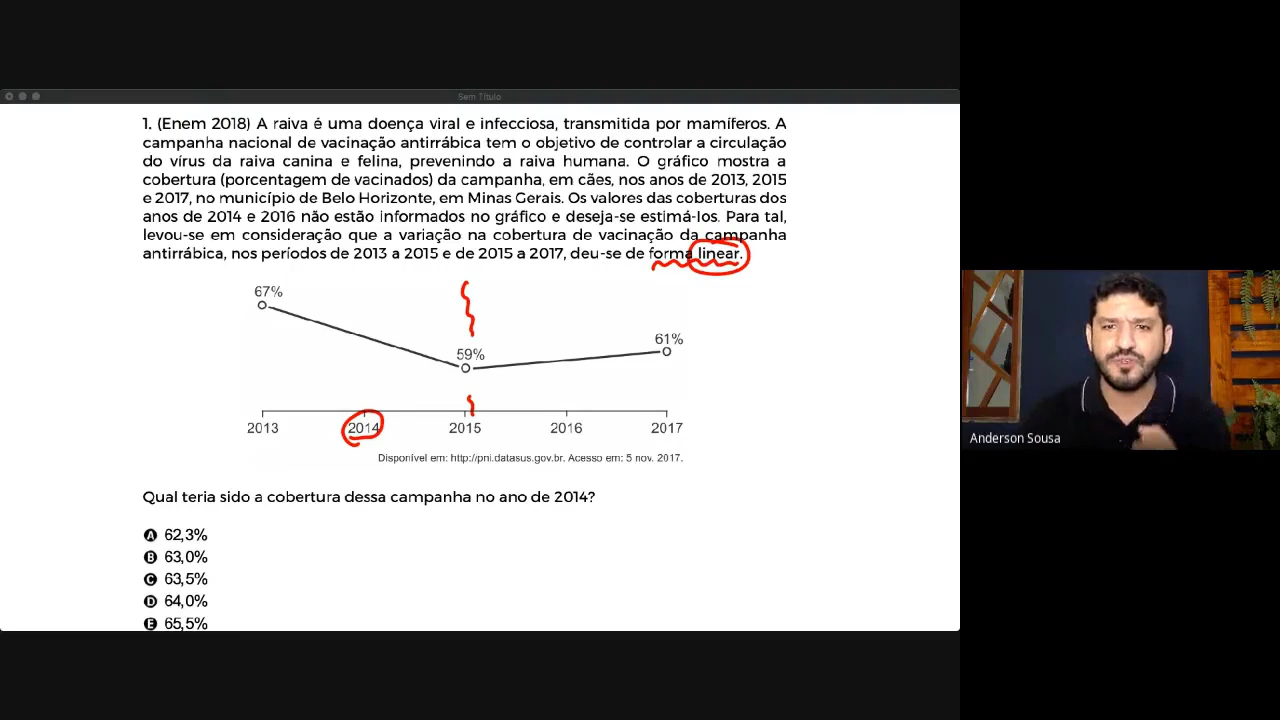 Sem Título
1. (Enem 2018) A raiva é uma doença viral e infecciosa, transmitida por mamíferos. A
campanha nacional de vacinação antirrábica tem o objetivo de controlar a circulação
do vírus da raiva canina e felina, prevenindo a raiva humana. O gráfico mostra a
cobertura (porcentagem de vacinados) da campanha, em cães, nos anos de 2013, 2015
e 2017, no município de Belo Horizonte, em Minas Gerais. Os valores das coberturas dos
anos de 2014 e 2016 não estão informados no gráfico e deseja-se estimá-los. Para tal,
levou-se em consideração que a variação na cobertura de vacinação da campanha
antirrábica, nos períodos de 2013 a 2015 e de 2015 a 2017, deu-se de forma linear.
67%
59%
61%
2013 2014 2015 2016 2017
Disponível em: http://pni.datasus.gov.br. Acesso em: 5 nov. 2017.
Qual teria sido a cobertura dessa campanha no ano de 2014?
A 62,3%
B 63,0%
C 63,5%
D 64,0%
E 65,5%
Anderson Sousa